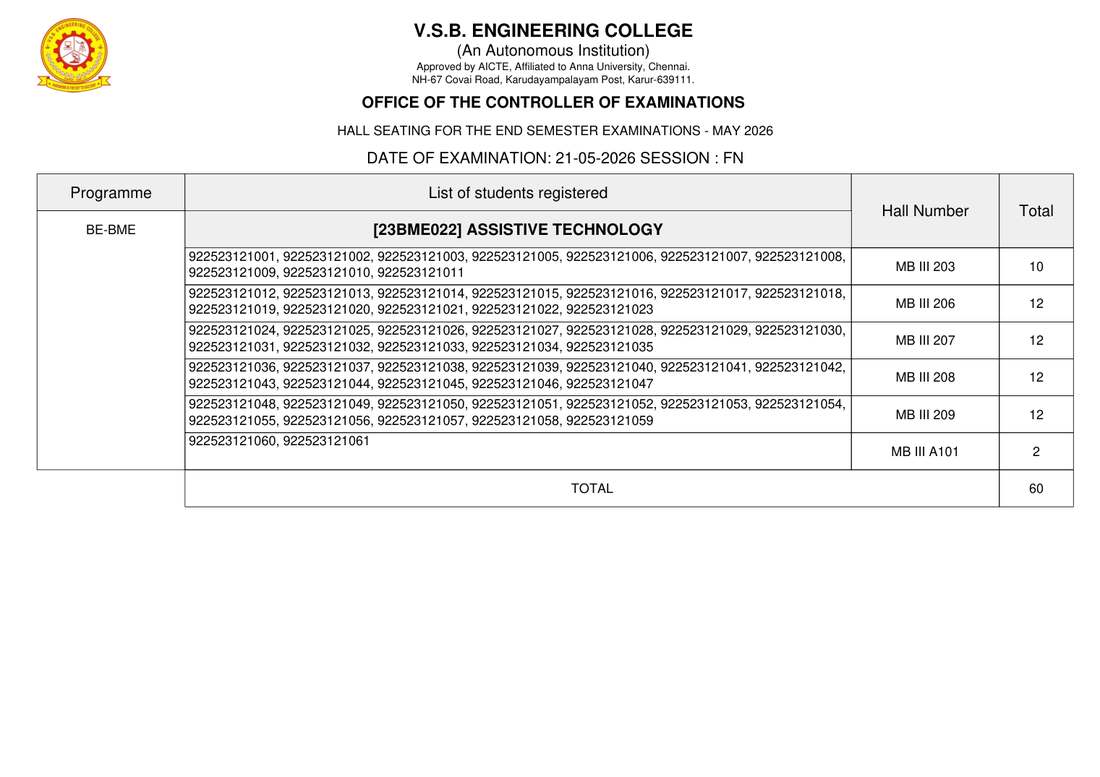 V.S.B. ENGINEERING COLLEGE
(An Autonomous Institution)
Approved by AICTE, Affiliated to Anna University, Chennai.
NH-67 Covai Road, Karudayampalayam Post, Karur-639111.
OFFICE OF THE CONTROLLER OF EXAMINATIONS
HALL SEATING FOR THE END SEMESTER EXAMINATIONS - MAY 2026
DATE OF EXAMINATION: 21-05-2026 SESSION : FN
Programme List of students registered Hall Number Total
BE-BME [23BME022] ASSISTIVE TECHNOLOGY
922523121001, 922523121002, 922523121003, 922523121005, 922523121006, 922523121007, 922523121008,
922523121009, 922523121010, 922523121011
MB III 203 10
922523121012, 922523121013, 922523121014, 922523121015, 922523121016, 922523121017, 922523121018,
922523121019, 922523121020, 922523121021, 922523121022, 922523121023
MB III 206 12
922523121024, 922523121025, 922523121026, 922523121027, 922523121028, 922523121029, 922523121030,
922523121031, 922523121032, 922523121033, 922523121034, 922523121035
MB III 207 12
922523121036, 922523121037, 922523121038, 922523121039, 922523121040, 922523121041, 922523121042,
922523121043, 922523121044, 922523121045, 922523121046, 922523121047
MB III 208 12
922523121048, 922523121049, 922523121050, 922523121051, 922523121052, 922523121053, 922523121054,
922523121055, 922523121056, 922523121057, 922523121058, 922523121059
MB III 209 12
922523121060, 922523121061
MB III A101 2
TOTAL 60